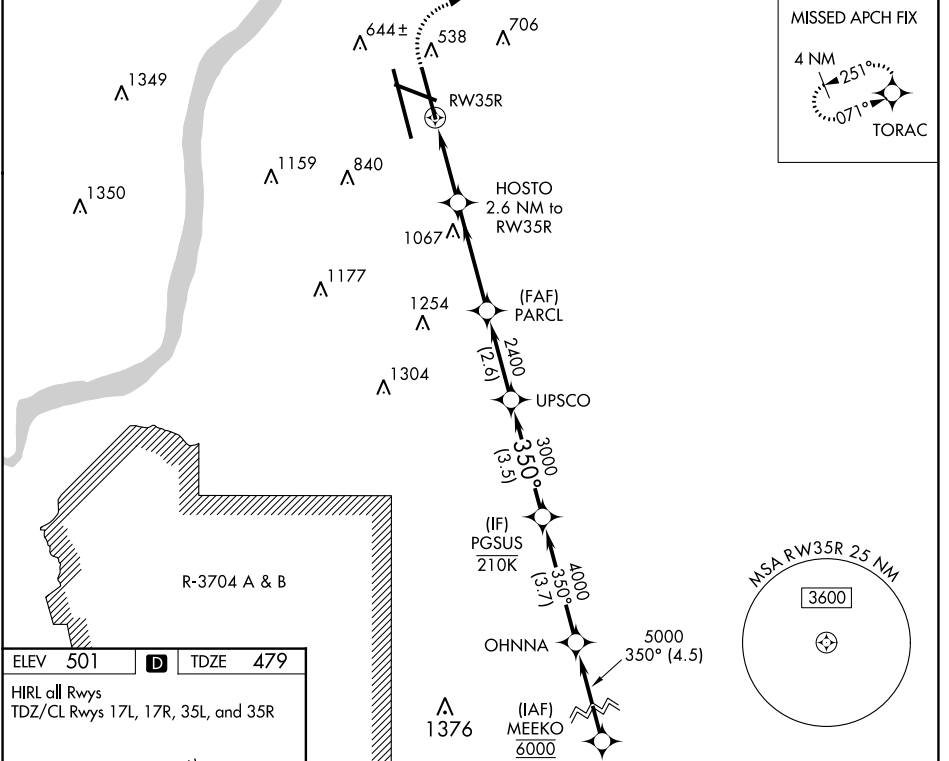 MISSED APCH FIX
4 NM
251°
071°
TORAC
644±
538
706
1349
RW35R
1159
840
1350
HOSTO
2.6 NM to
RW35R
1067
1177
(FAF)
PARCL
1254
2400
(2.6)
1304
UPSCO
3000
350°
(3.5)
(IF)
PGSUS
210K
R-3704 A & B
4000
350°
(3.7)
MSA RW35R 25 NM
3600
OHNNA
5000
350° (4.5)
ELEV 501 D TDZE 479
HIRL all Rwys
TDZ/CL Rwys 17L, 17R, 35L, and 35R
1376
(IAF)
MEEKO
6000